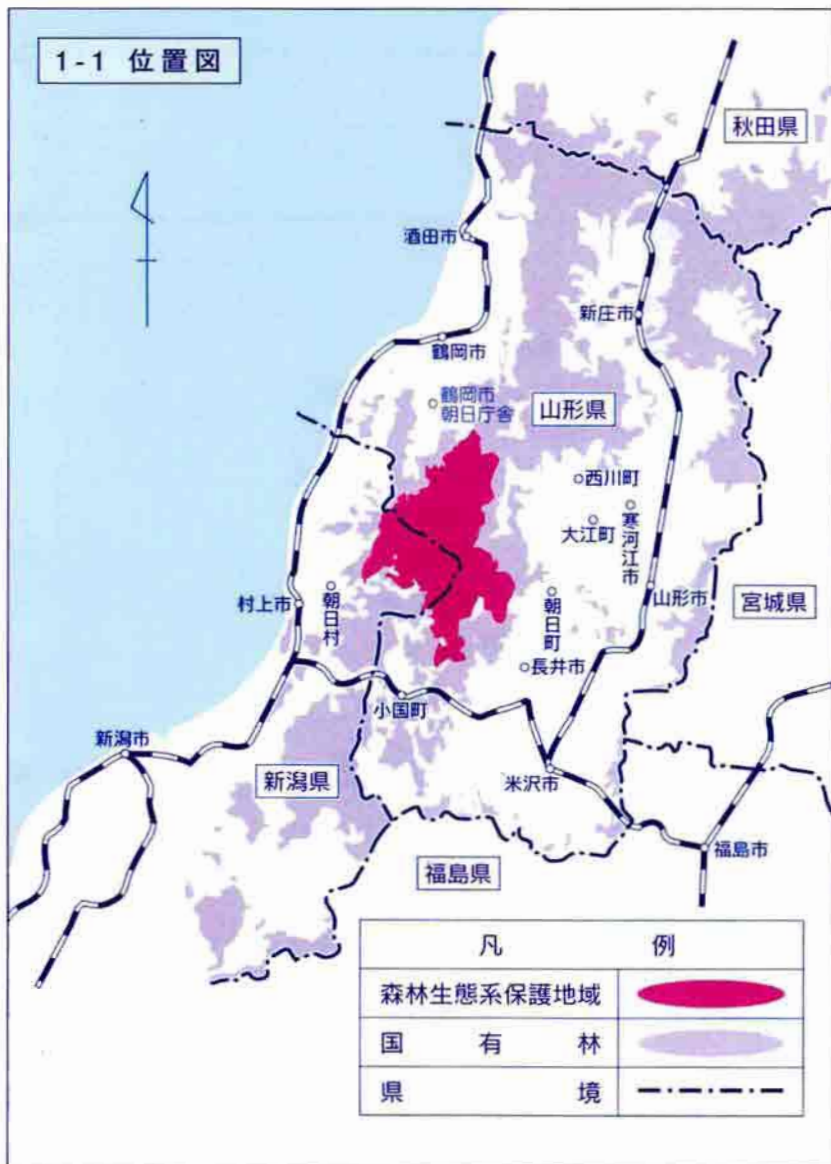 1-1 位置図
秋田県
酒田市
新庄市
鶴岡市
鶴岡市
朝日庁舎
山形県
西川町
大江町
寒河江市
朝日村
村上市
朝日町
山形市
宮城県
長井市
小国町
新潟市
新潟県
米沢市
福島市
福島県
凡例
森林生態系保護地域
国有林
県境